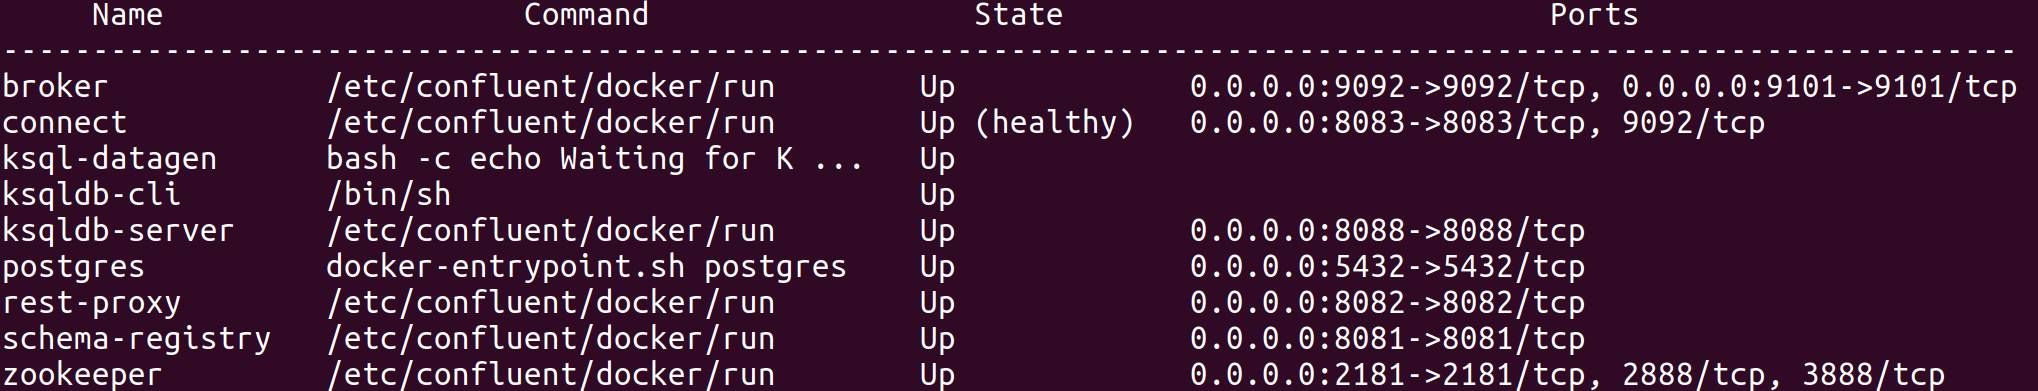 Name Command State Ports
--------------------------------------------------------------------------------------------------------------------
broker /etc/confluent/docker/run Up 0.0.0.0:9092->9092/tcp, 0.0.0.0:9101->9101/tcp
connect /etc/confluent/docker/run Up (healthy) 0.0.0.0:8083->8083/tcp, 9092/tcp
ksql-datagen bash -c echo Waiting for K ... Up
ksqldb-cli /bin/sh Up
ksqldb-server /etc/confluent/docker/run Up 0.0.0.0:8088->8088/tcp
postgres docker-entrypoint.sh postgres Up 0.0.0.0:5432->5432/tcp
rest-proxy /etc/confluent/docker/run Up 0.0.0.0:8082->8082/tcp
schema-registry /etc/confluent/docker/run Up 0.0.0.0:8081->8081/tcp
zookeeper /etc/confluent/docker/run Up 0.0.0.0:2181->2181/tcp, 2888/tcp, 3888/tcp